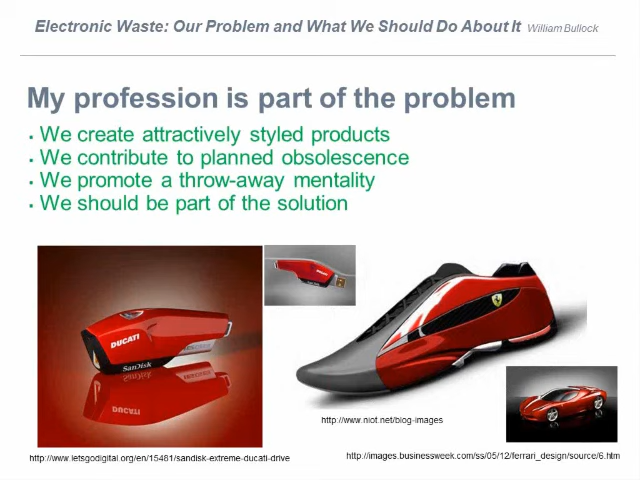 Electronic Waste: Our Problem and What We Should Do About It William Bullock
My profession is part of the problem
• We create attractively styled products
• We contribute to planned obsolescence
• We promote a throw-away mentality
• We should be part of the solution
DUCATI
SanDisk
DUCATI
http://www.niot.net/blog-images
http://www.letsgodigital.org/en/15481/sandisk-extreme-ducati-drive
http://images.businessweek.com/ss/05/12/ferrari_design/source/6.htm